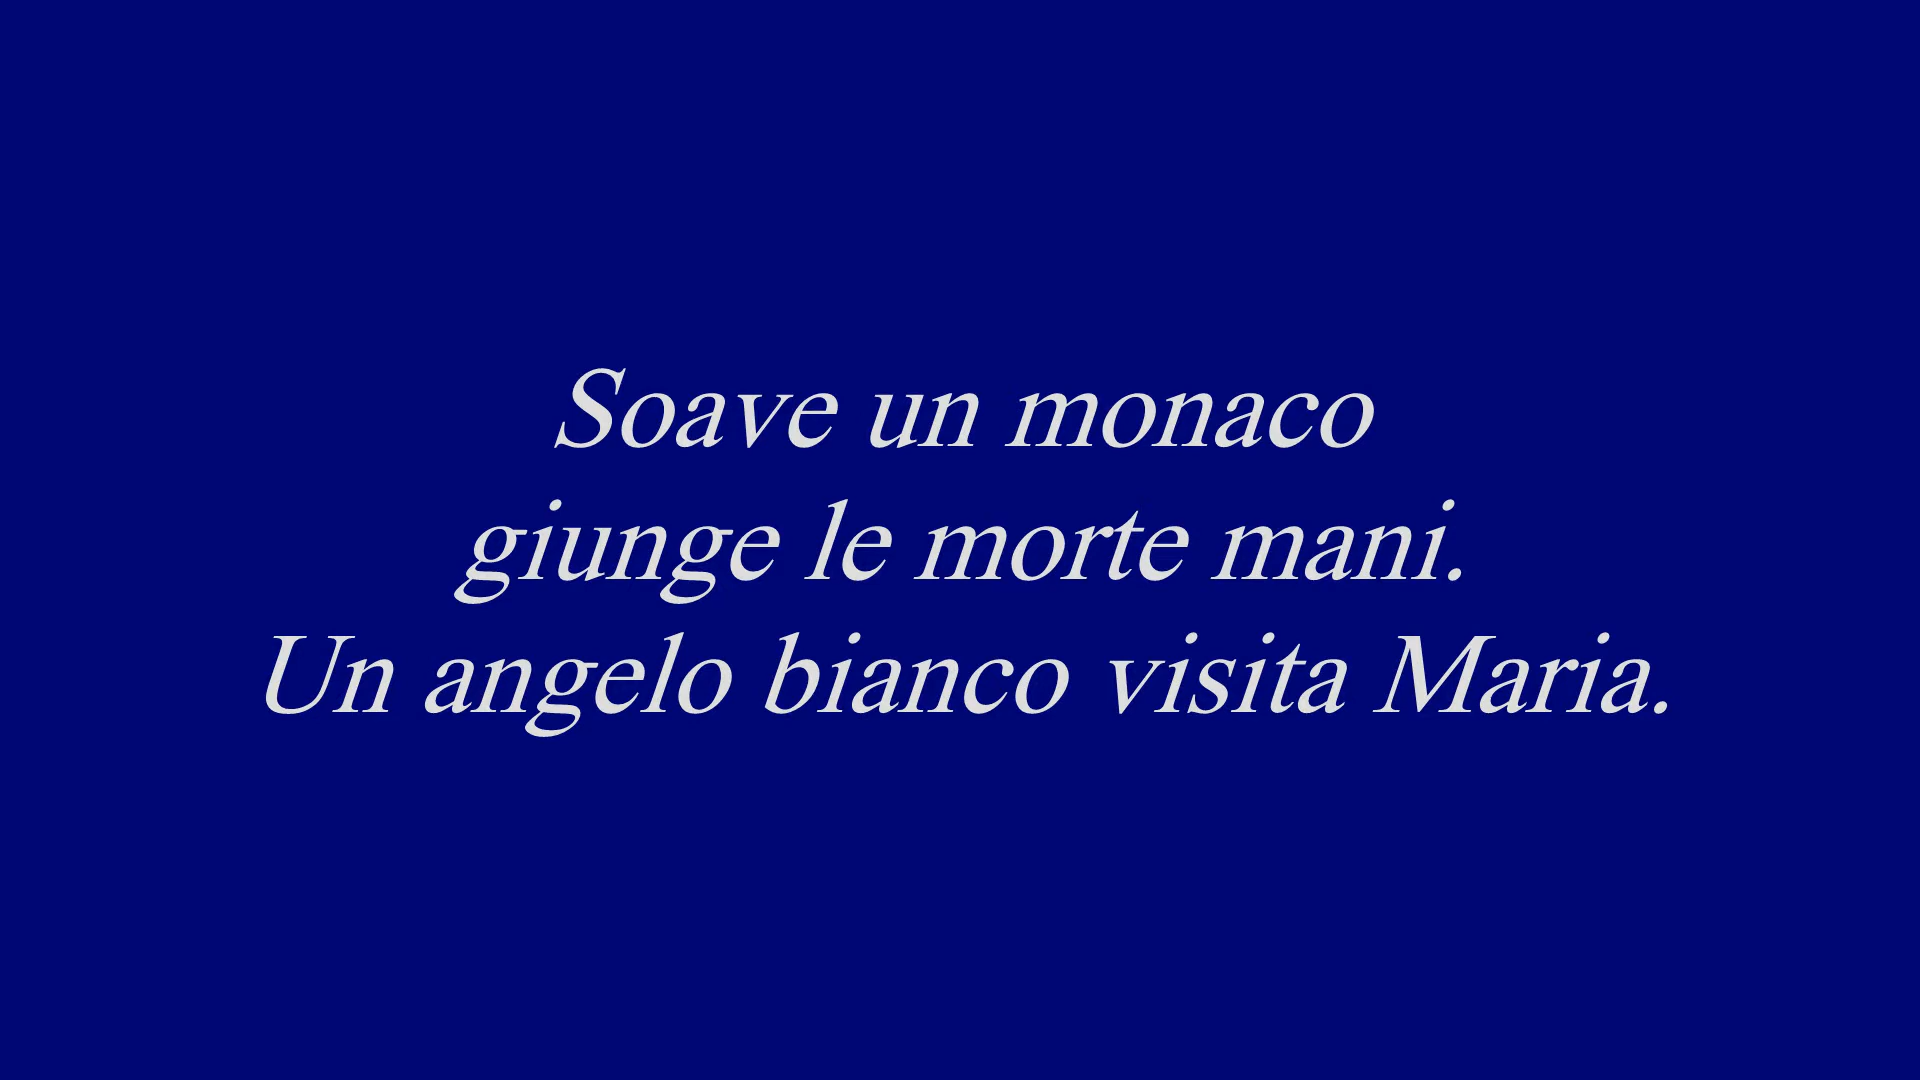 Soave un monaco
giunge le morte mani.
Un angelo bianco visita Maria.